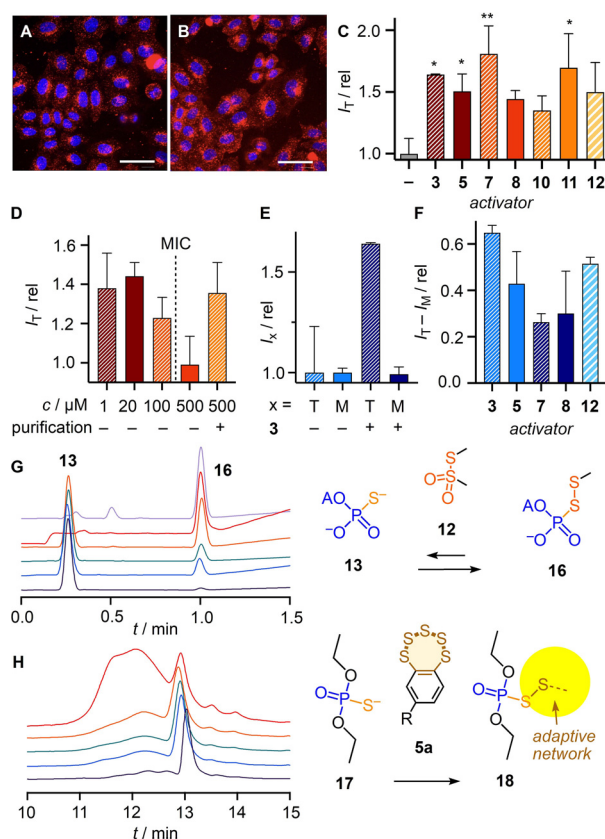 A
B
C
I_T / rel
2.0
1.5
1.0
* * ** *
– 3 5 7 8 10 11 12
activator
D
I_T / rel
1.6
1.4
1.2
1.0
MIC
c / µM 1 20 100 500 500
purification – – – – +
E
I_x / rel
1.5
1.0
x = T M T M
3 – – + +
F
I_T – I_M
0.6
0.4
0.2
0.0
3 5 7 8 12
activator
G
13
16
0.0 0.5 1.0 1.5
t / min
AO
P
S⁻
⁻O
O
13
S
S
O
O
12
S
S
AO
P
⁻O
O
16
H
10 11 12 13 14 15
t / min
O
O
P
S⁻
O
17
S
S
S
S
S
R
5a
O
O
P
S
S
O
adaptive
network
18